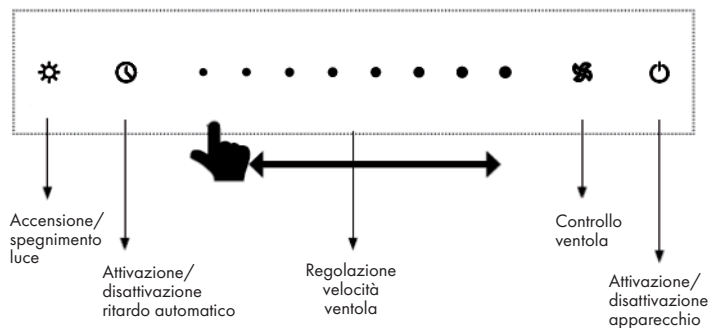 Accensione/
spegnimento
luce
Attivazione/
disattivazione
ritardo automatico
Regolazione
velocità
ventola
Controllo
ventola
Attivazione/
disattivazione
apparecchio